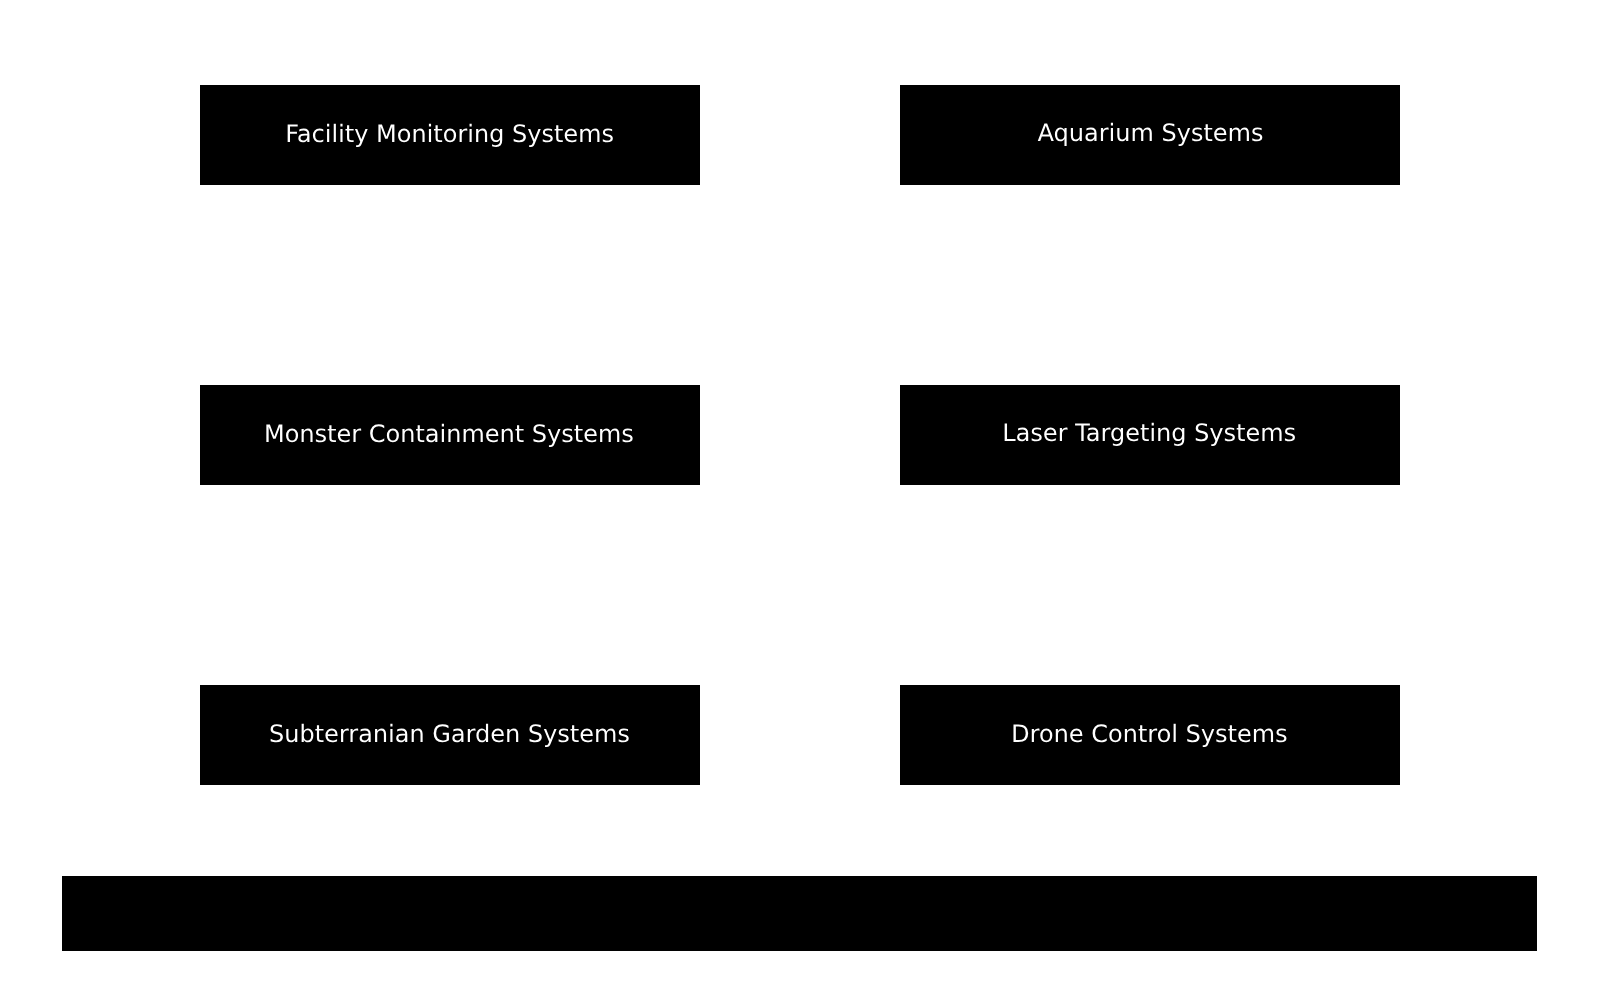 Facility Monitoring Systems
Aquarium Systems
Monster Containment Systems
Laser Targeting Systems
Subterranian Garden Systems
Drone Control Systems